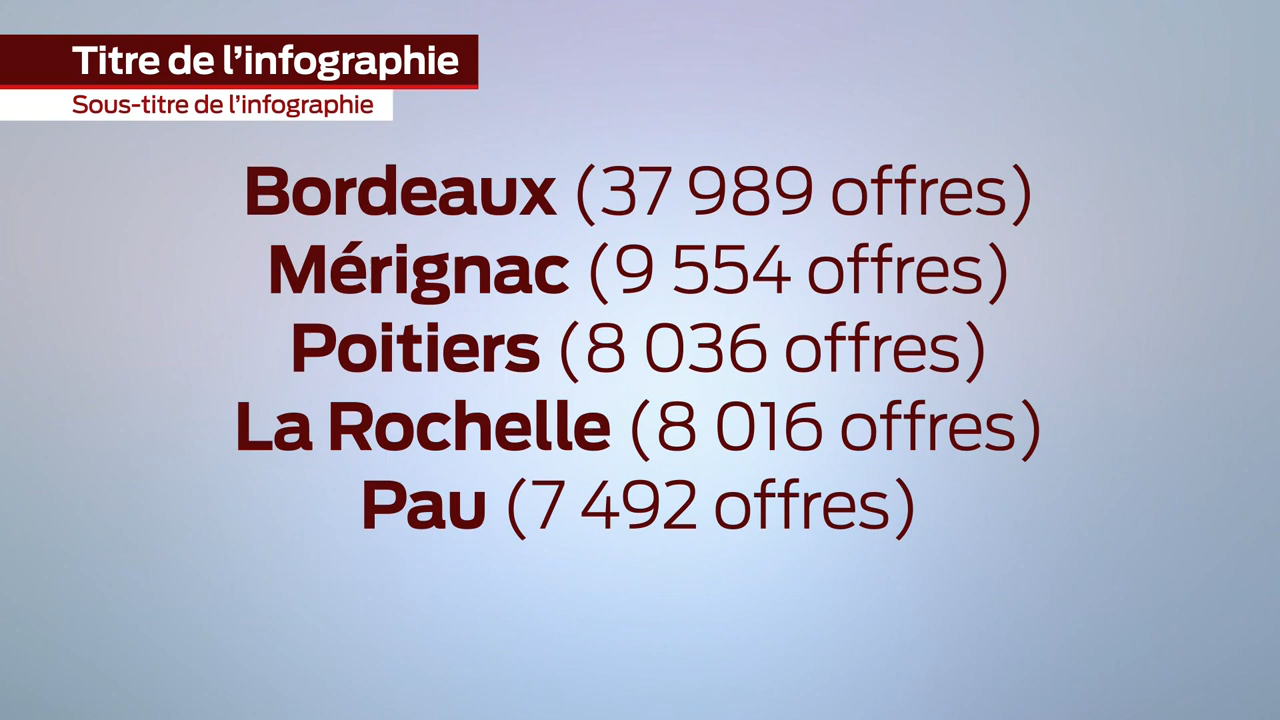 Titre de l’infographie
Sous-titre de l’infographie
Bordeaux (37 989 offres)
Mérignac (9 554 offres)
Poitiers (8 036 offres)
La Rochelle (8 016 offres)
Pau (7 492 offres)